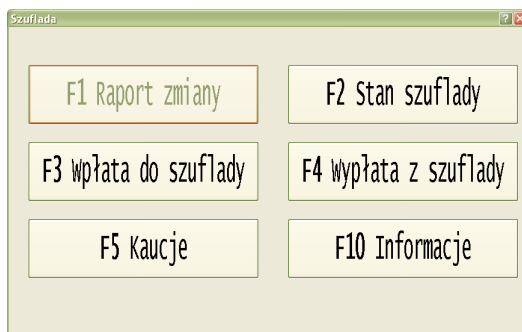 Szuflada
F1 Raport zmiany
F2 Stan szuflady
F3 Wpłata do szuflady
F4 Wypłata z szuflady
F5 Kaucje
F10 Informacje